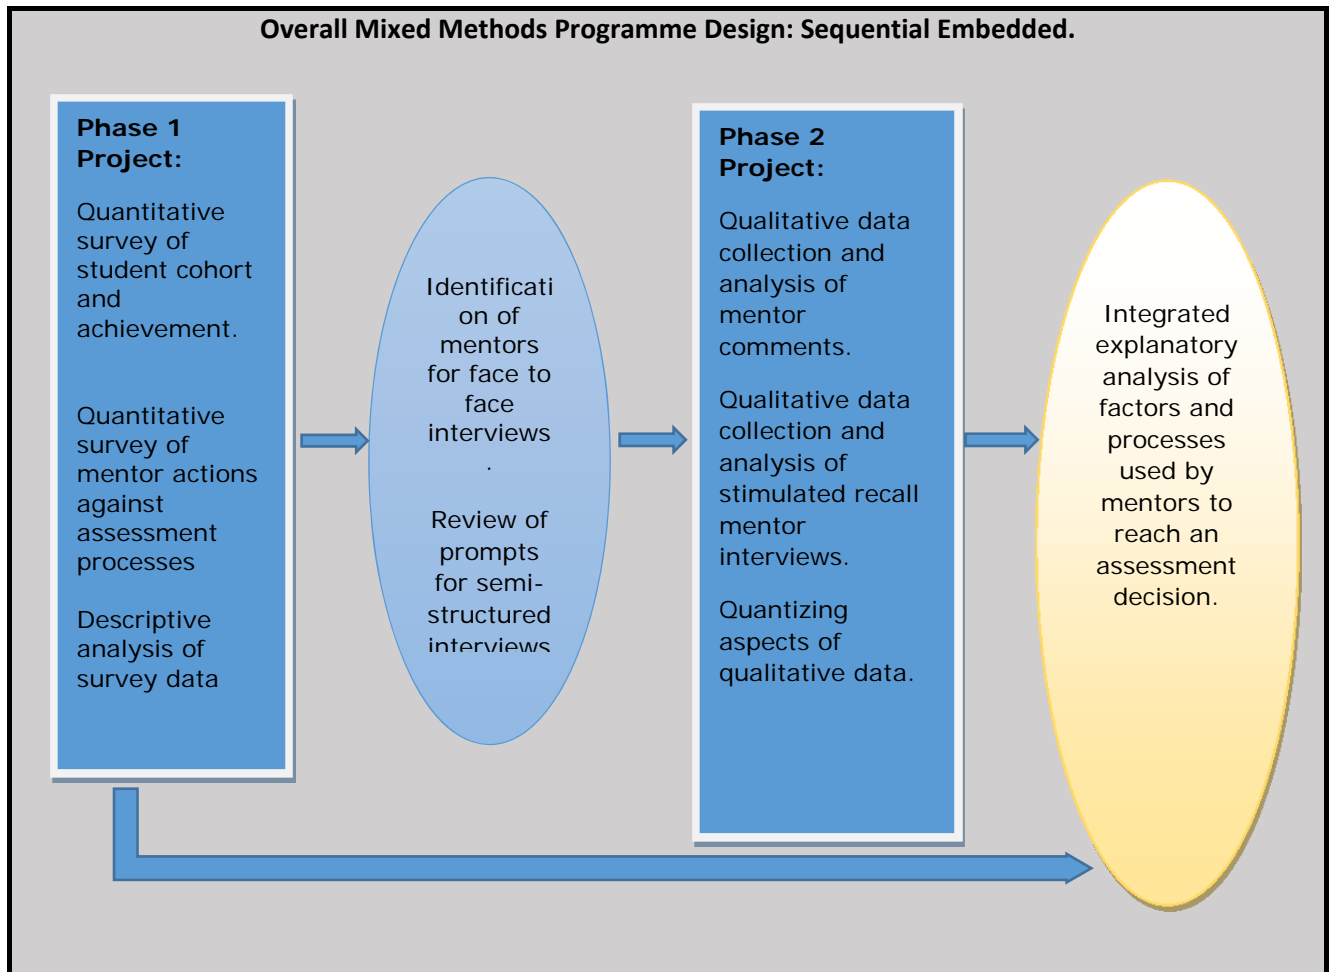 Overall Mixed Methods Programme Design: Sequential Embedded.
Phase 1
Project:
Quantitative
survey of
student cohort
and
achievement.
Quantitative
survey of
mentor actions
against
assessment
processes
Descriptive
analysis of
survey data
Identificati
on of
mentors
for face to
face
interviews
.
Review of
prompts
for semi-
structured
interviews
Phase 2
Project:
Qualitative data
collection and
analysis of
mentor
comments.
Qualitative data
collection and
analysis of
stimulated recall
mentor
interviews.
Quantizing
aspects of
qualitative data.
Integrated
explanatory
analysis of
factors and
processes
used by
mentors to
reach an
assessment
decision.